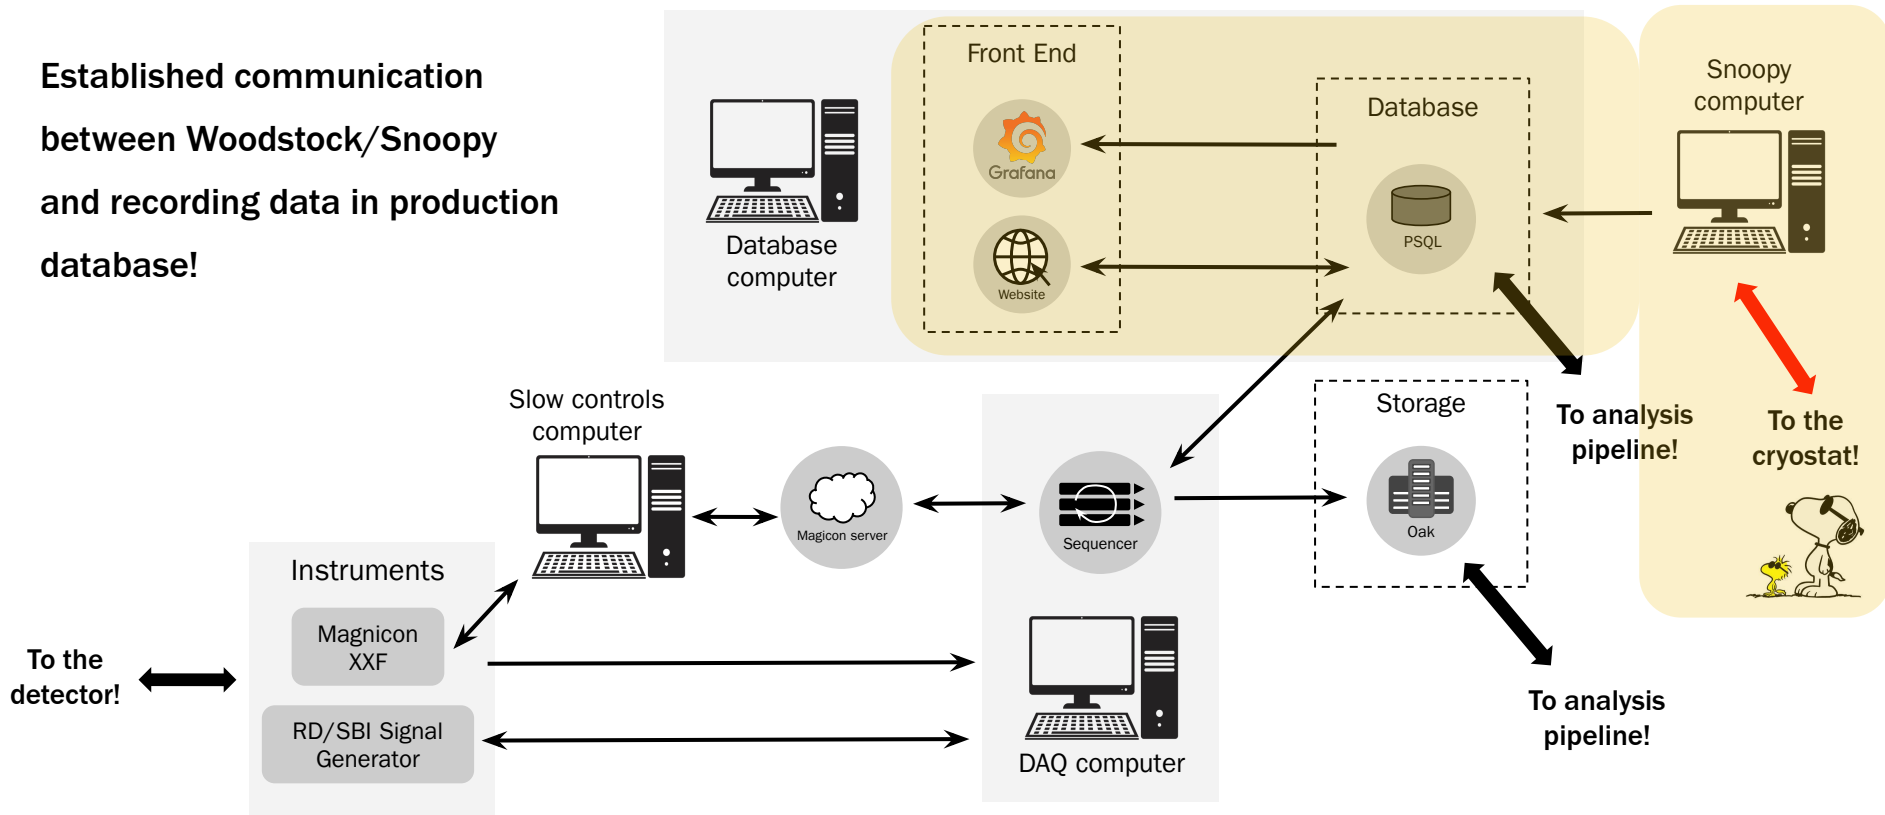 Established communication
between Woodstock/Snoopy
and recording data in production
database!
Front End
Grafana
Website
Database
computer
Database
PSQL
Snoopy
computer
To analysis
pipeline!
To the
cryostat!
Slow controls
computer
Magicon server
Sequencer
Storage
Oak
To analysis
pipeline!
Instruments
Magnicon
XXF
RD/SBI Signal
Generator
To the
detector!
DAQ computer